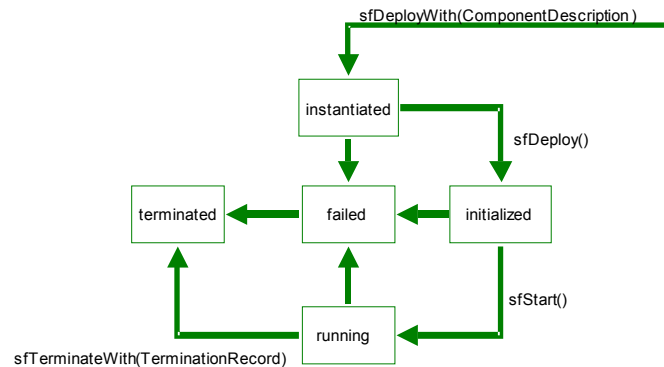 sfDeployWith(ComponentDescription )
instantiated
sfDeploy()
terminated
failed
initialized
sfStart()
running
sfTerminateWith(TerminationRecord)